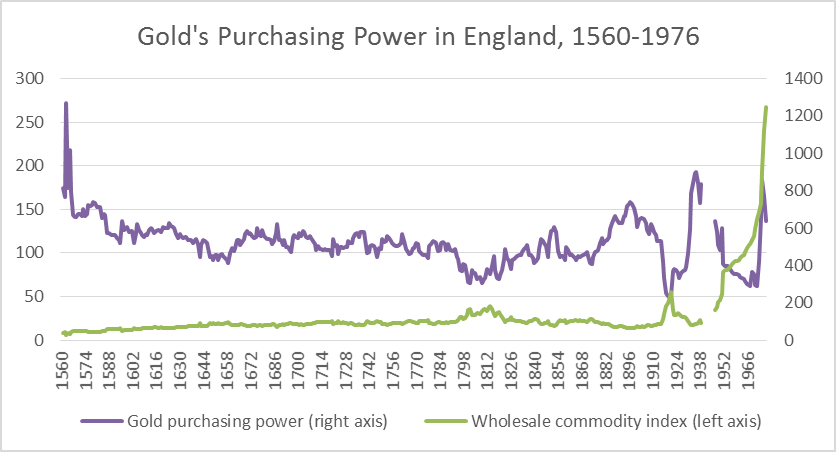 Gold's Purchasing Power in England, 1560-1976
300 1400
250 1200
200 1000
150 800
100 600
50 400
0 200
0
1560 1574 1588 1602 1616 1630 1644 1658 1672 1686 1700 1714 1728 1742 1756 1770 1784 1798 1812 1826 1840 1854 1868 1882 1896 1910 1924 1938 1952 1966
Gold purchasing power (right axis) Wholesale commodity index (left axis)